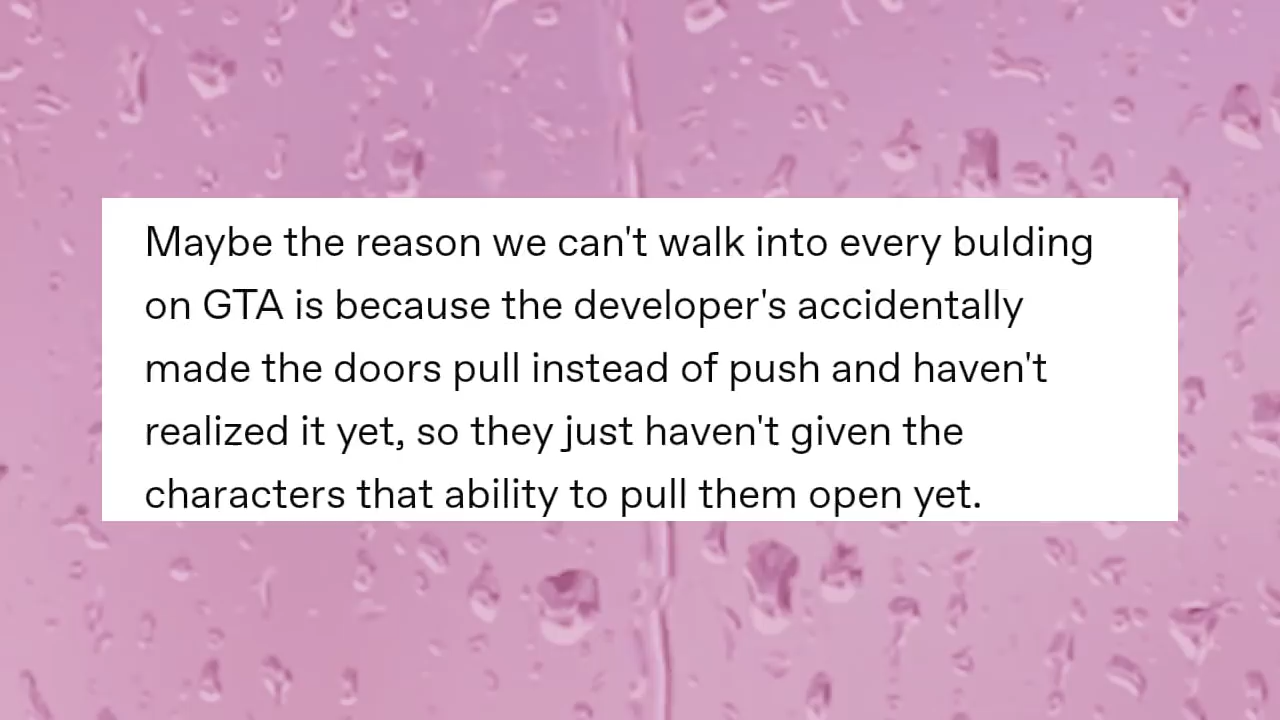 Maybe the reason we can't walk into every bulding
on GTA is because the developer's accidentally
made the doors pull instead of push and haven't
realized it yet, so they just haven't given the
characters that ability to pull them open yet.